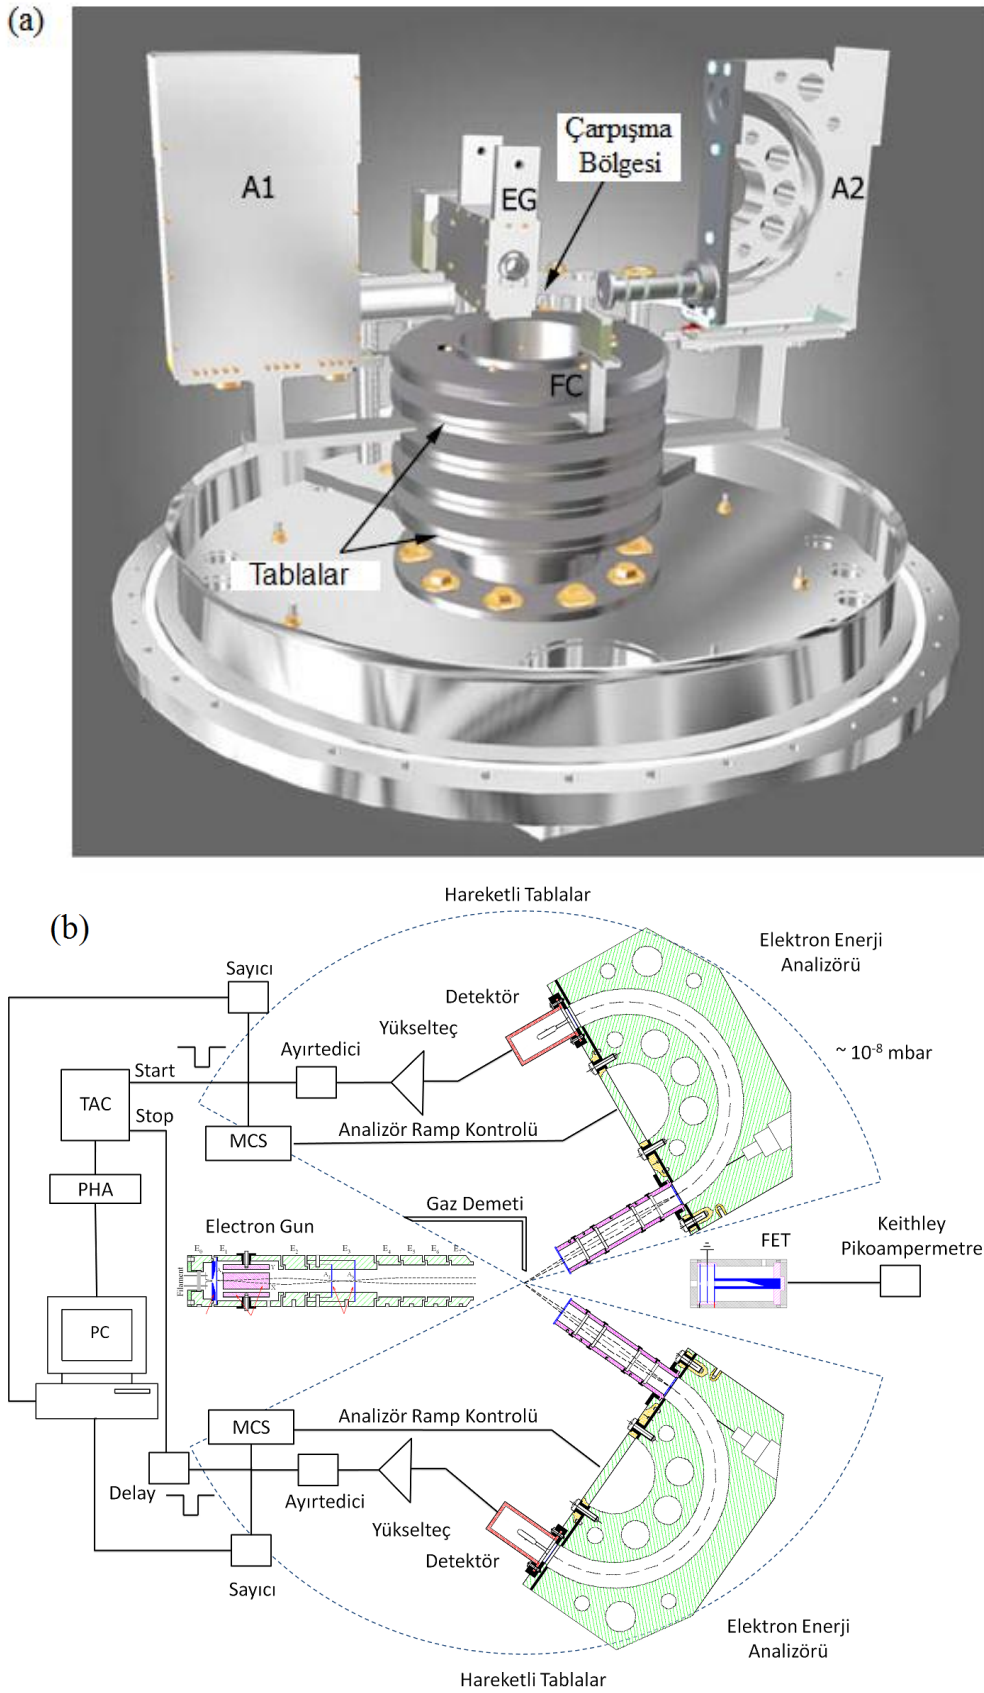 (a)
Çarpışma
Bölgesi
A1
EG
A2
FC
Tablalar
(b)
Hareketli Tablalar
Elektron Enerji
Analizörü
Sayıcı
Detektör
Yükselteç
Ayırtedici
~ 10⁻⁸ mbar
Start
TAC
Stop
MCS
Analizör Ramp Kontrolü
PHA
Gaz Demeti
Electron Gun
FET
Keithley
Pikoampermetre
Filament
PC
MCS
Analizör Ramp Kontrolü
Delay
Ayırtedici
Yükselteç
Detektör
Sayıcı
Elektron Enerji
Analizörü
Hareketli Tablalar